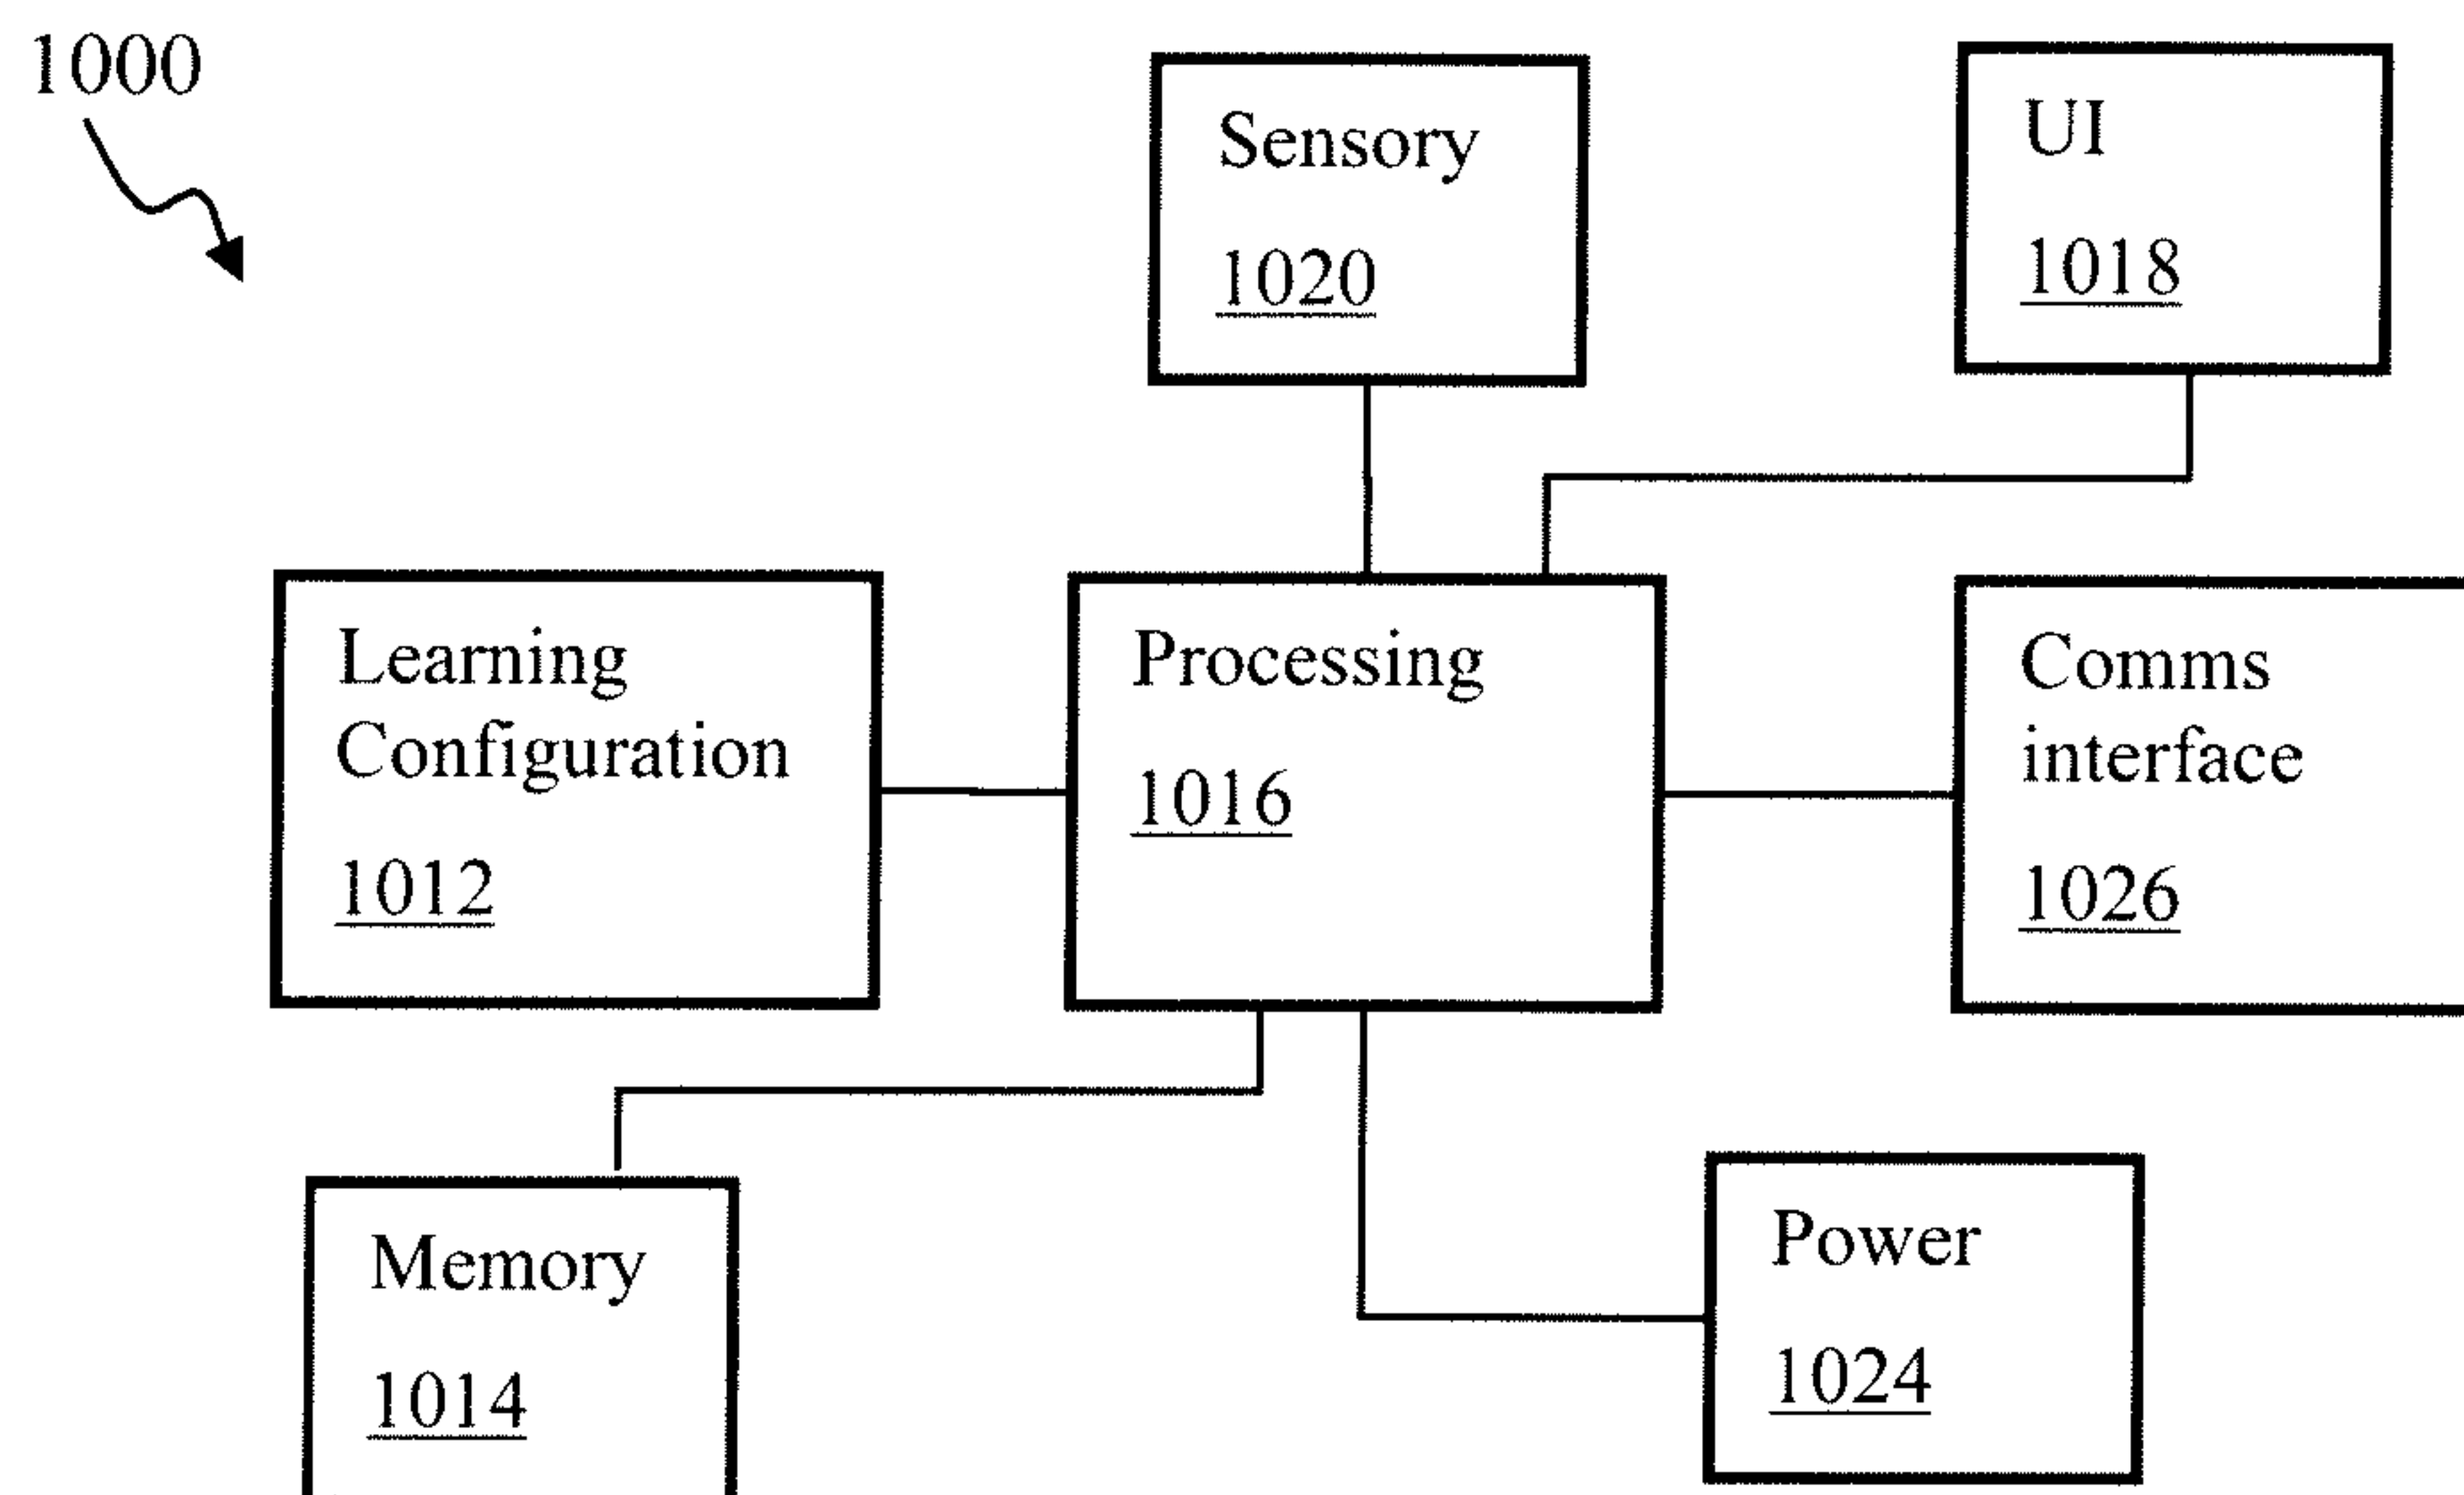 1000
Sensory
1020
UI
1018
Learning
Configuration
1012
Processing
1016
Comms
interface
1026
Memory
1014
Power
1024